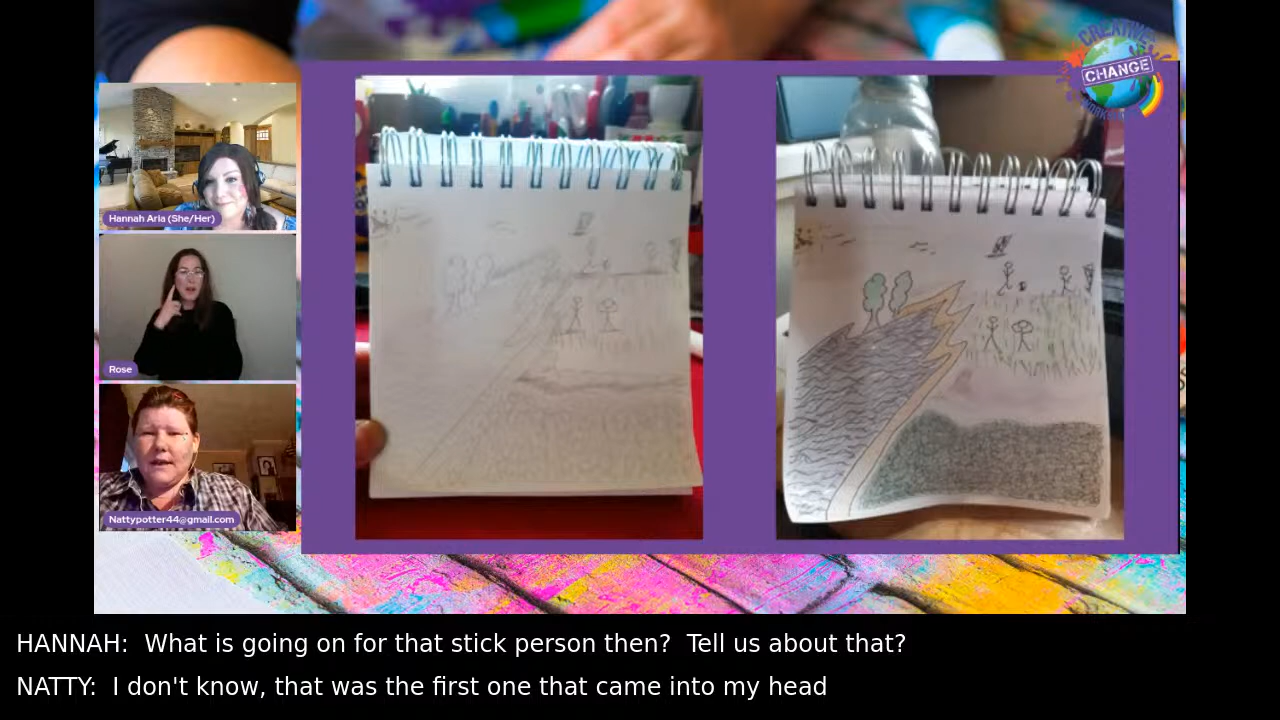 CREATIVE
CHANGE
Hannah Aria (She/Her)
Rose
Nattypotter44@gmail.com
HANNAH:  What is going on for that stick person then?  Tell us about that?
NATTY:  I don't know, that was the first one that came into my head